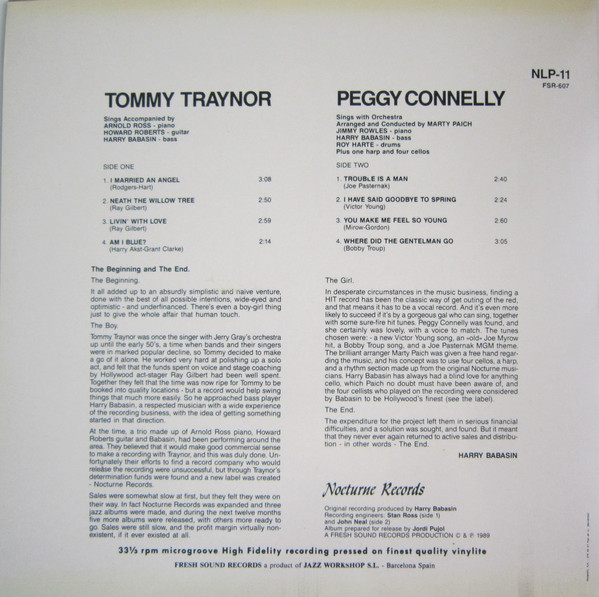 NLP-11
FSR-607
TOMMY TRAYNOR
Sings Accompanied by
ARNOLD ROSS - piano
HOWARD ROBERTS - guitar
HARRY BABASIN - bass
SIDE ONE
1. I MARRIED AN ANGEL 3:08
(Rodgers-Hart)
2. NEATH THE WILLOW TREE 2:50
(Ray Gilbert)
3. LIVIN' WITH LOVE 2:59
(Ray Gilbert)
4. AM I BLUE? 2:14
(Harry Akst-Grant Clarke)
PEGGY CONNELLY
Sings with Orchestra
Arranged and Conducted by MARTY PAICH
JIMMY ROWLES - piano
HARRY BABASIN - bass
ROY HARTE - drums
Plus one harp and four cellos
SIDE TWO
1. TROUBLE IS A MAN 2:40
(Joe Pasternak)
2. I HAVE SAID GOODBYE TO SPRING 2:24
(Victor Young)
3. YOU MAKE ME FEEL SO YOUNG 2:60
(Mirow-Gordon)
4. WHERE DID THE GENTELMAN GO 3:05
(Bobby Troup)
The Beginning and The End.
The Beginning.
It all added up to an absurdly simplistic and naive venture,
done with the best of all possible intentions, wide-eyed and
optimistic - and underfinanced. There's even a boy-girl thing
just to give the whole affair that human touch.
The Boy.
Tommy Traynor was once the singer with Jerry Gray's orchestra
up until the early 50's, a time when bands and their singers
were in marked popular decline, so Tommy decided to make
a go of it alone. He worked very hard at polishing up a solo
act, and felt that the funds spent on voice and stage coaching
by Hollywood act-stager Ray Gilbert had been well spent.
Together they felt that the time was now ripe for Tommy to be
booked into quality locations - but a record would help swing
things that much more easily. So he approached bass player
Harry Babasin, a respected musician with a wide experience
of the recording business, with the idea of getting something
started in that direction.
At the time, a trio made up of Arnold Ross piano, Howard
Roberts guitar and Babasin, had been performing around the
area. They believed that it would make good commercial sense
to make a recording with Traynor, and this was duly done. Un-
fortunately their efforts to find a record company who would
release the recording were unsuccessful, but through Traynor's
determination funds were found and a new label was created
- Nocturne Records.
Sales were somewhat slow at first, but they felt they were on
their way. In fact Nocturne Records was expanded and three
jazz albums were made, and during the next twelve months
five more albums were released, with others more ready to
go. Sales were still slow, and the profit margin virtually non-
existent, if it ever existed at all.
The Girl.
In desperate circumstances in the music business, finding a
HIT record has been the classic way of get outing of the red,
and that means it has to be a vocal record. And it's even more
likely to succeed if it's by a gorgeous gal who can sing, together
with some sure-fire hit tunes. Peggy Connelly was found, and
she certainly was lovely, with a voice to match. The tunes
chosen were: - a new Victor Young song, an «old» Joe Myrow
hit, a Bobby Troup song, and a Joe Pasternak MGM theme.
The brilliant arranger Marty Paich was given a free hand regar-
ding the music, and his concept was to use four cellos, a harp,
and a rhythm section made up from the original Nocturne musi-
cians. Harry Babasin has always had a blind love for anything
cello, which Paich no doubt must have been aware of, and
the four cellists who played on the recording were considered
by Babasin to be Hollywood's finest (see the label).
The End.
The expenditure for the project left them in serious financial
difficulties, and a solution was sought, and found. But it meant
that they never ever again returned to active sales and distribu-
tion - in other words - The End.
HARRY BABASIN
Nocturne Records
Original recording produced by Harry Babasin
Recording engineers: Stan Ross (side 1)
and John Neal (side 2)
Album prepared for release by Jordi Pujol
A FRESH SOUND RECORDS PRODUCTION © & ℗ 1989
33⅓ rpm microgroove High Fidelity recording pressed on finest quality vinylite
FRESH SOUND RECORDS a product of JAZZ WORKSHOP S.L. - Barcelona Spain